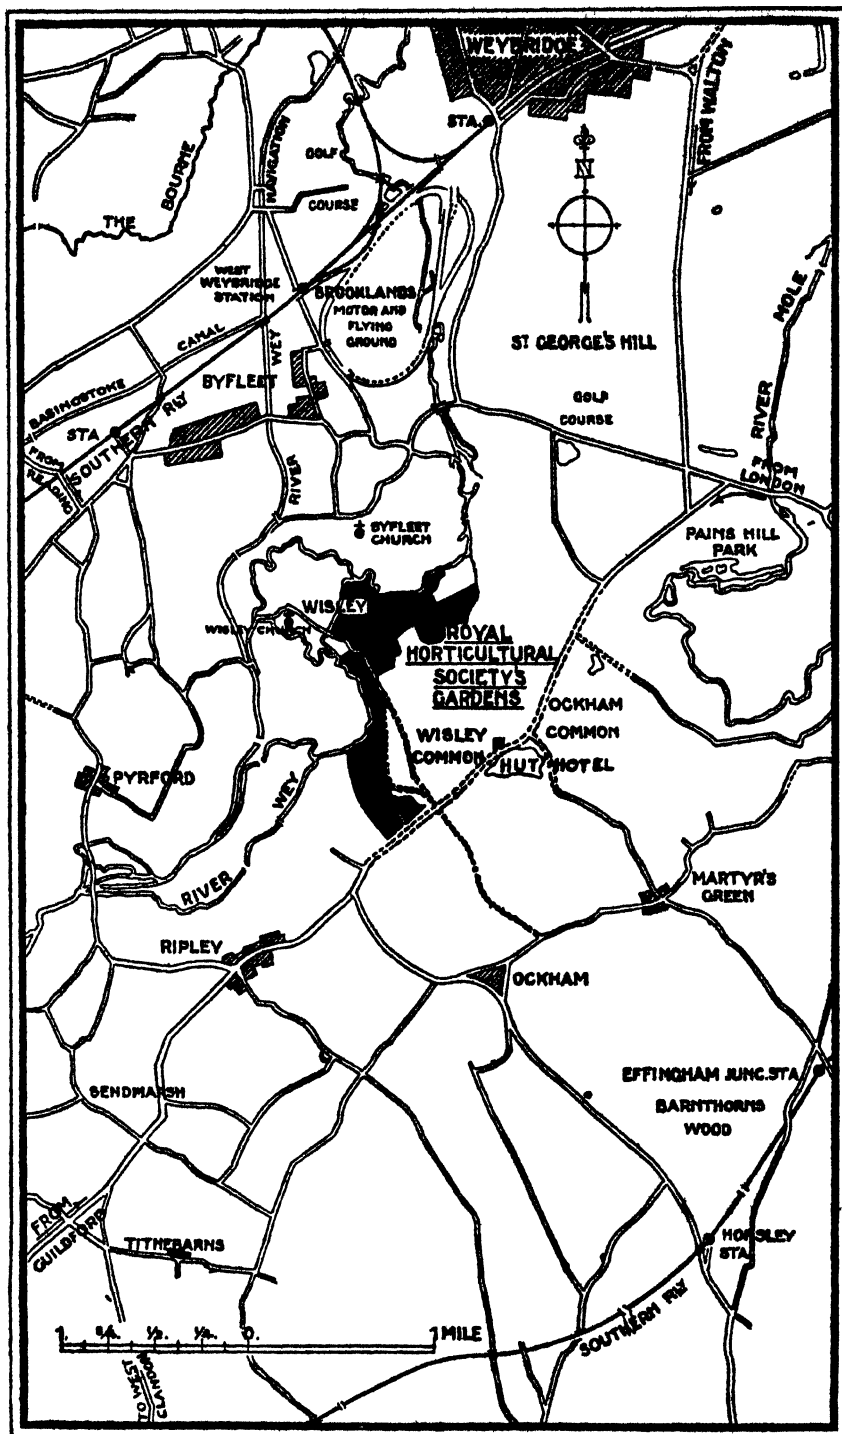 WEYBRIDGE
STA.
FROM WALTON
NAVIGATION
GOLF
COURSE
THE BOURNE
WEST
WEYBRIDGE
STATION
BROOKLANDS
MOTOR AND
FLYING
GROUND
ST GEORGE'S HILL
RIVER MOLE
BASINGSTOKE CANAL
WEY
BYFLEET
GOLF
COURSE
STA
SOUTHERN RLY
FROM
RIVER
FROM
LONDON
BYFLEET
CHURCH
PAINS HILL
PARK
WISLEY
WISLEY CHURCH
ROYAL
HORTICULTURAL
SOCIETY'S
GARDENS
OCKHAM
COMMON
WISLEY
COMMON
HUT HOTEL
PYRFORD
RIVER WEY
MARTYR'S
GREEN
RIPLEY
OCKHAM
SENDMARSH
EFFINGHAM JUNC. STA.
BARNTHORNS
WOOD
FROM
GUILDFORD
TITHEBARNS
HORSLEY
STA.
SOUTHERN RLY
1. 3/4. 1/2. 1/4. 0. 1 MILE
TO WEST
CLANDON